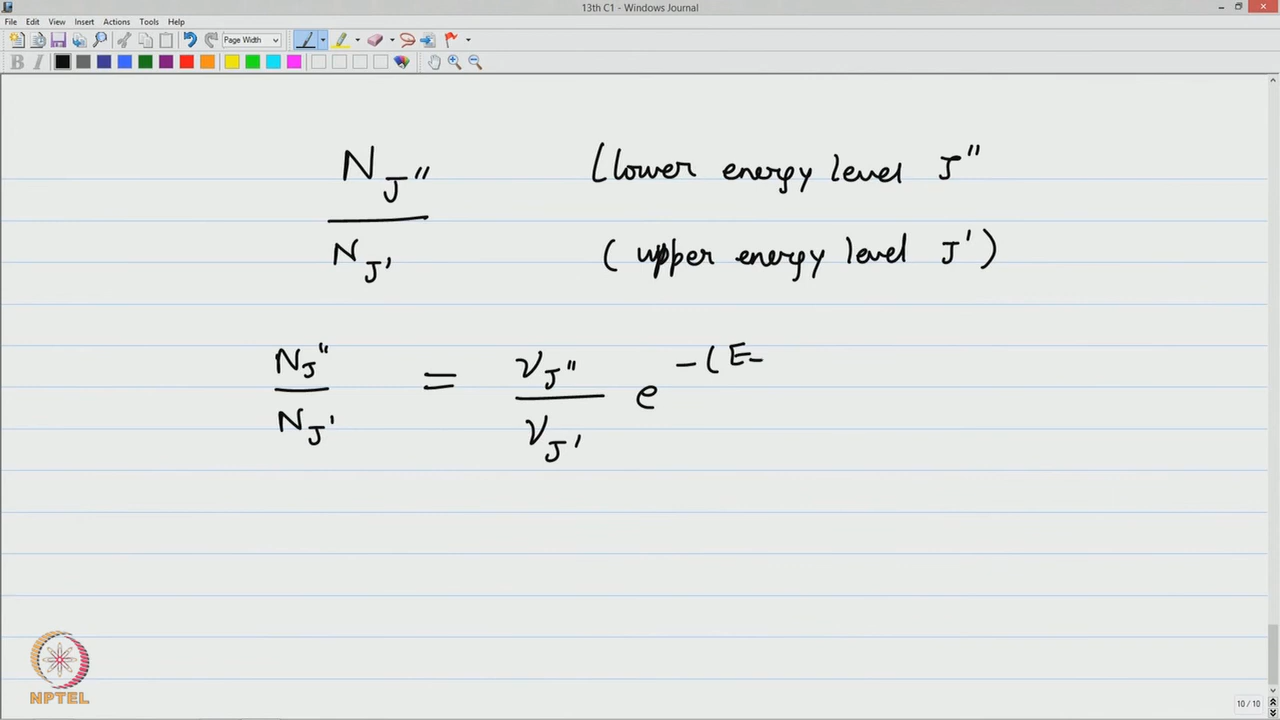 13th C1 - Windows Journal
File Edit View Insert Actions Tools Help
Page Width
B I
N_J" (lower energy level J"
N_J' (upper energy level J')
N_J" / N_J' = ν_J" / ν_J' e^-(E-
NPTEL
10 / 10